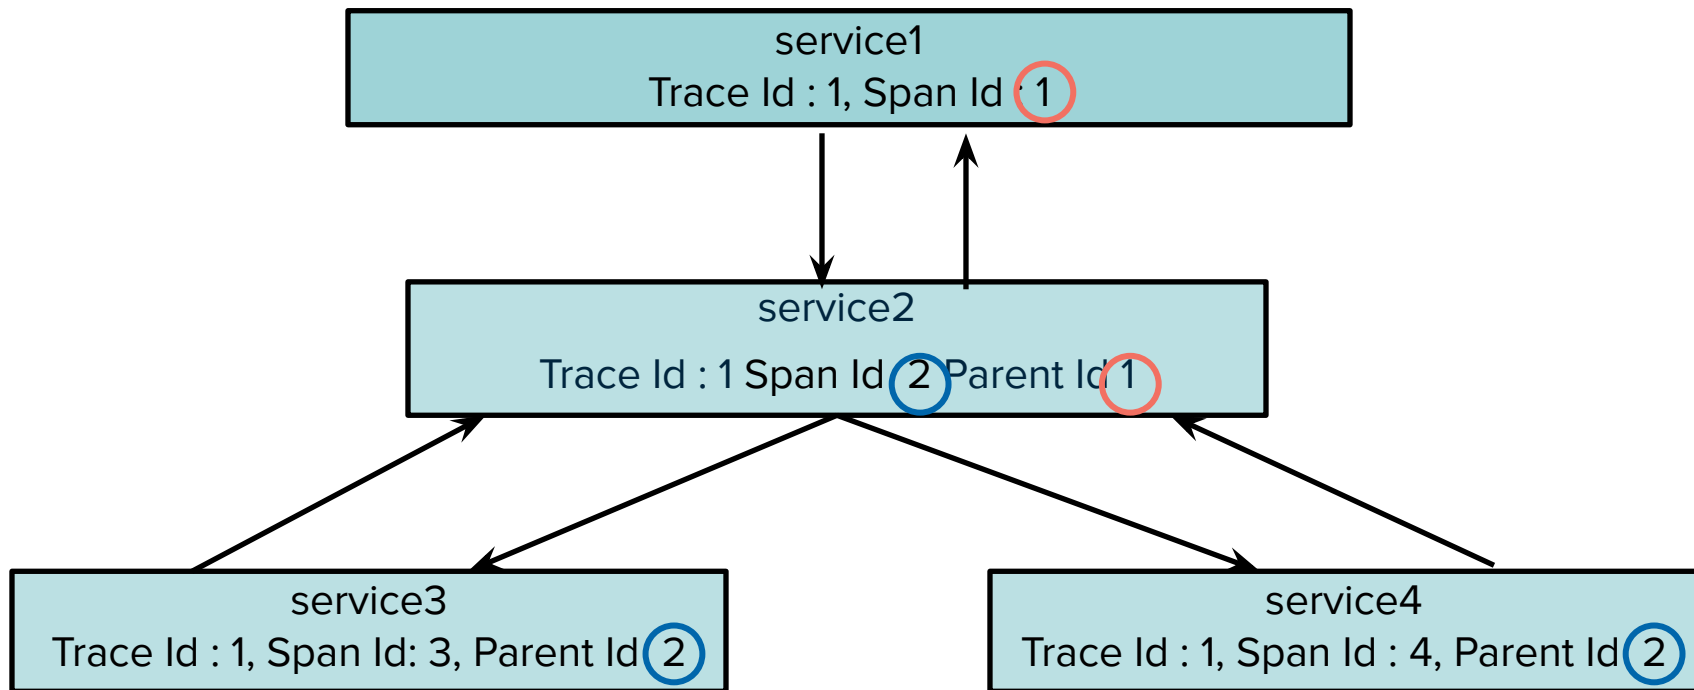 service1
Trace Id : 1, Span Id : 1
service2
Trace Id : 1 Span Id 2 Parent Id 1
service3
Trace Id : 1, Span Id: 3, Parent Id 2
service4
Trace Id : 1, Span Id : 4, Parent Id 2